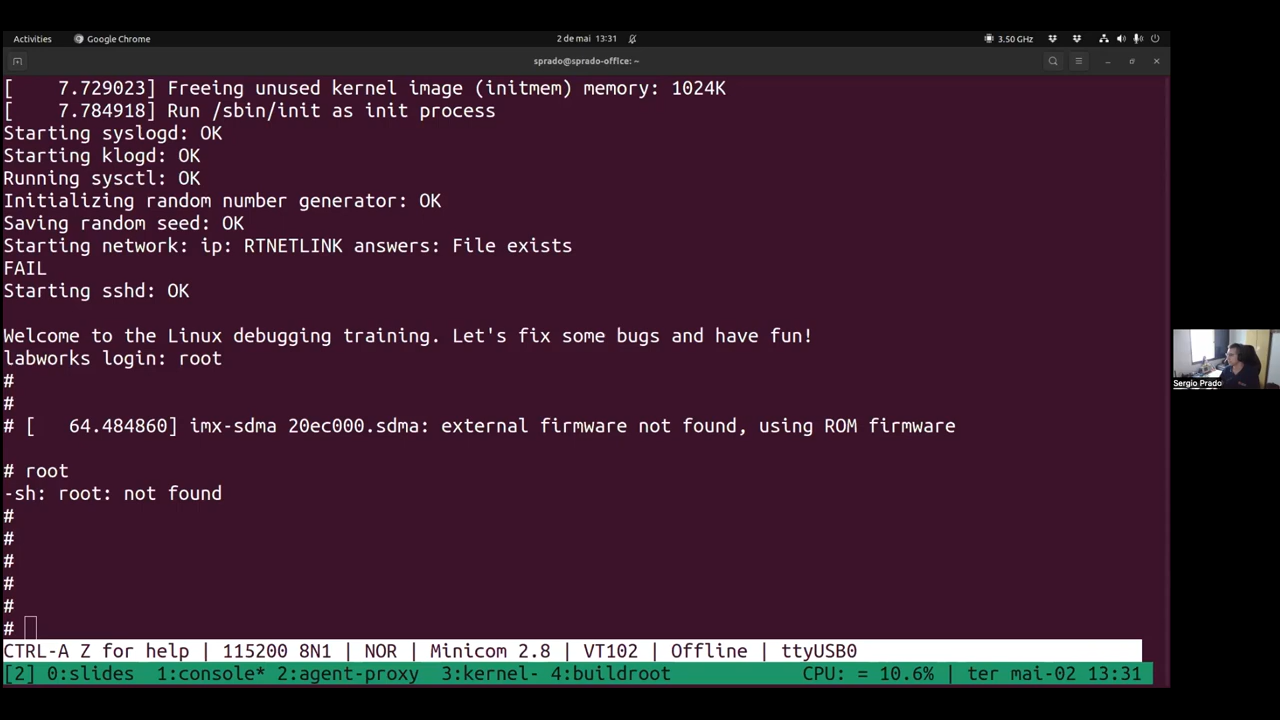 Activities Google Chrome 2 de mai 13:31 3.50 GHz
sprado@sprado-office: ~
[    7.729023] Freeing unused kernel image (initmem) memory: 1024K
[    7.784918] Run /sbin/init as init process
Starting syslogd: OK
Starting klogd: OK
Running sysctl: OK
Initializing random number generator: OK
Saving random seed: OK
Starting network: ip: RTNETLINK answers: File exists
FAIL
Starting sshd: OK
Welcome to the Linux debugging training. Let's fix some bugs and have fun!
labworks login: root
#
#
# [   64.484860] imx-sdma 20ec000.sdma: external firmware not found, using ROM firmware
# root
-sh: root: not found
#
#
#
#
#
#
CTRL-A Z for help | 115200 8N1 | NOR | Minicom 2.8 | VT102 | Offline | ttyUSB0
[2] 0:slides  1:console* 2:agent-proxy  3:kernel- 4:buildroot CPU: = 10.6% | ter mai-02 13:31
Sergio Prado